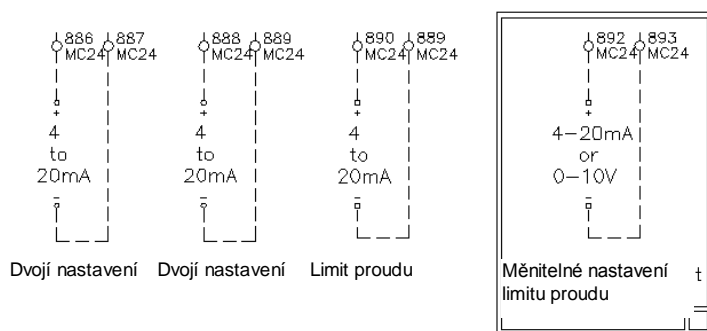 886 887 888 889 890 889 892 893
MC24 MC24 MC24 MC24 MC24 MC24 MC24 MC24
+ + + +
4 4 4 4-20mA
to to to or
20mA 20mA 20mA 0-10V
- - - -
Dvojí nastavení Dvojí nastavení Limit proudu Měnitelné nastavení t
limitu proudu